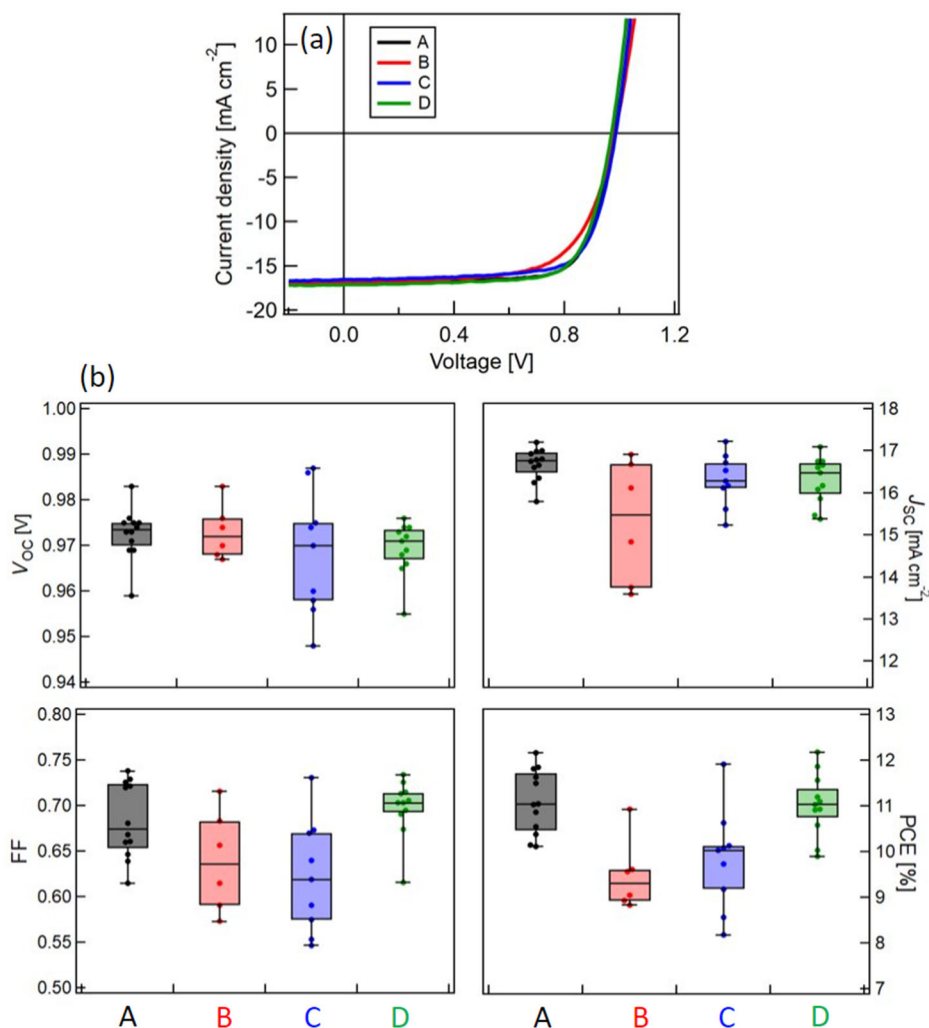 (a)
A
B
C
D
10
5
0
-5
-10
-15
-20
Current density [mA cm-2]
0.0 0.4 0.8 1.2
Voltage [V]
(b)
1.00
0.99
0.98
0.97
0.96
0.95
0.94
VOC [V]
18
17
16
15
14
13
12
JSC [mA cm-2]
0.80
0.75
0.70
0.65
0.60
0.55
0.50
FF
13
12
11
10
9
8
7
PCE [%]
A B C D A B C D